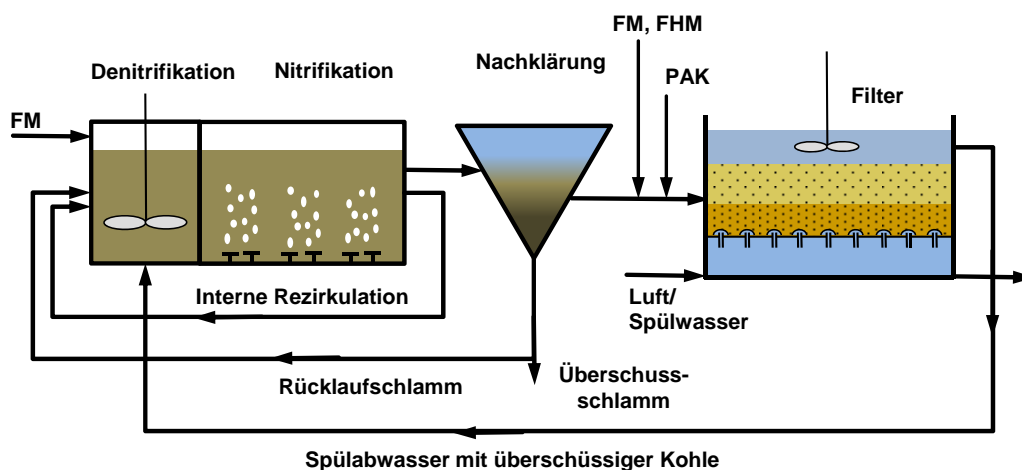 FM, FHM
Denitrifikation
Nitrifikation
Nachklärung
PAK
Filter
FM
Interne Rezirkulation
Luft/
Spülwasser
Rücklaufschlamm
Überschuss-
schlamm
Spülabwasser mit überschüssiger Kohle